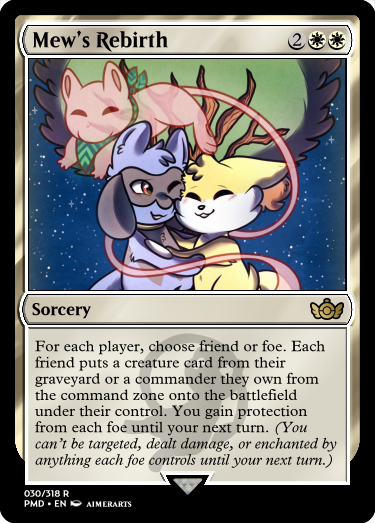 Mew's Rebirth 2
Sorcery
For each player, choose friend or foe. Each
friend puts a creature card from their
graveyard or a commander they own from
the command zone onto the battlefield
under their control. You gain protection
from each foe until your next turn. (You
can't be targeted, dealt damage, or enchanted by
anything each foe controls until your next turn.)
030/318 R
PMD • EN AIMERARTS